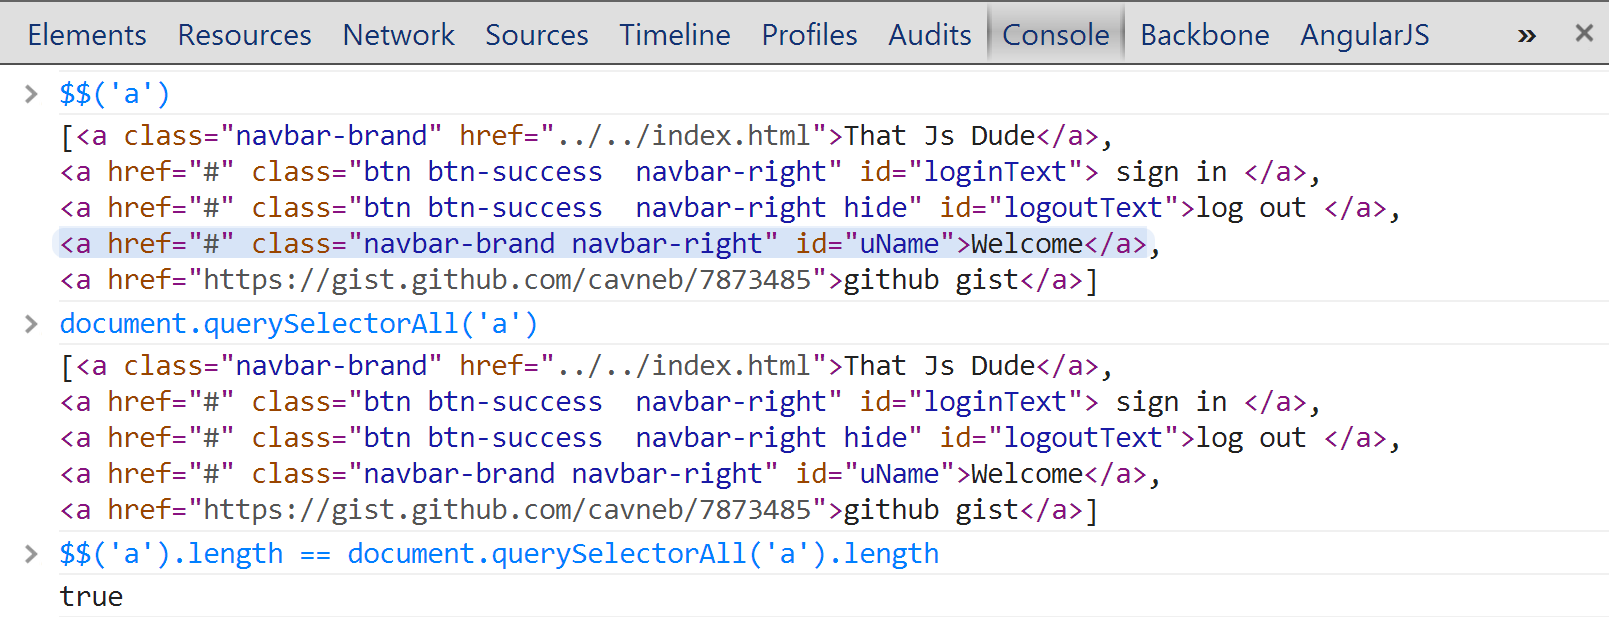 Elements Resources Network Sources Timeline Profiles Audits Console Backbone AngularJS » ×
> $$('a')
[<a class="navbar-brand" href="../../index.html">That Js Dude</a>,
<a href="#" class="btn btn-success  navbar-right" id="loginText"> sign in </a>,
<a href="#" class="btn btn-success  navbar-right hide" id="logoutText">log out </a>,
<a href="#" class="navbar-brand navbar-right" id="uName">Welcome</a>,
<a href="https://gist.github.com/cavneb/7873485">github gist</a>]
> document.querySelectorAll('a')
[<a class="navbar-brand" href="../../index.html">That Js Dude</a>,
<a href="#" class="btn btn-success  navbar-right" id="loginText"> sign in </a>,
<a href="#" class="btn btn-success  navbar-right hide" id="logoutText">log out </a>,
<a href="#" class="navbar-brand navbar-right" id="uName">Welcome</a>,
<a href="https://gist.github.com/cavneb/7873485">github gist</a>]
> $$('a').length == document.querySelectorAll('a').length
true